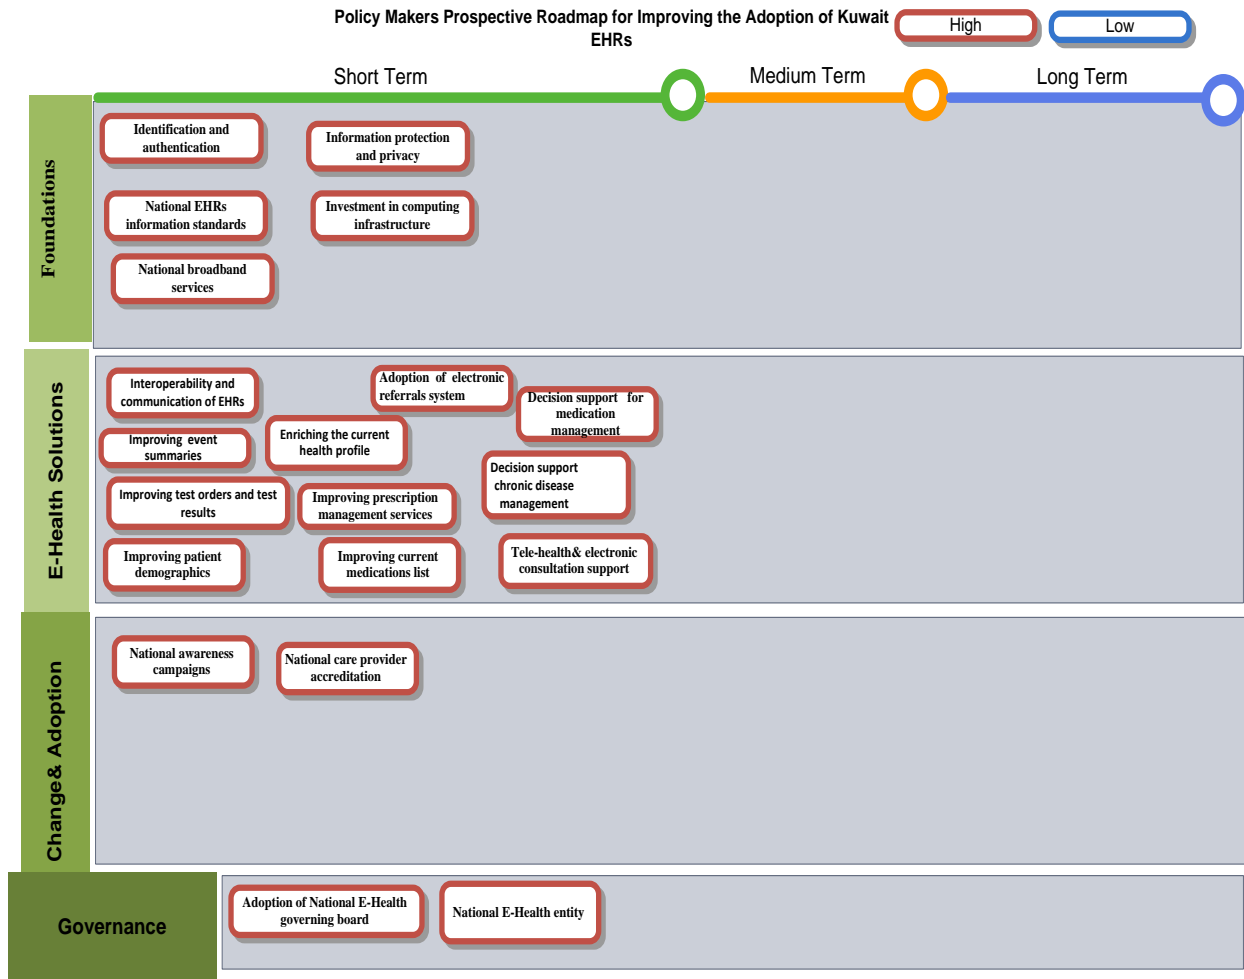 Policy Makers Prospective Roadmap for Improving the Adoption of Kuwait
EHRs
High
Low
Short Term
Medium Term
Long Term
Foundations
Identification and
authentication
Information protection
and privacy
National EHRs
information standards
Investment in computing
infrastructure
National broadband
services
E-Health Solutions
Interoperability and
communication of EHRs
Adoption of electronic
referrals system
Decision support for
medication
management
Improving event
summaries
Enriching the current
health profile
Decision support
chronic disease
management
Improving test orders and test
results
Improving prescription
management services
Improving patient
demographics
Improving current
medications list
Tele-health& electronic
consultation support
Change& Adoption
National awareness
campaigns
National care provider
accreditation
Governance
Adoption of National E-Health
governing board
National E-Health entity